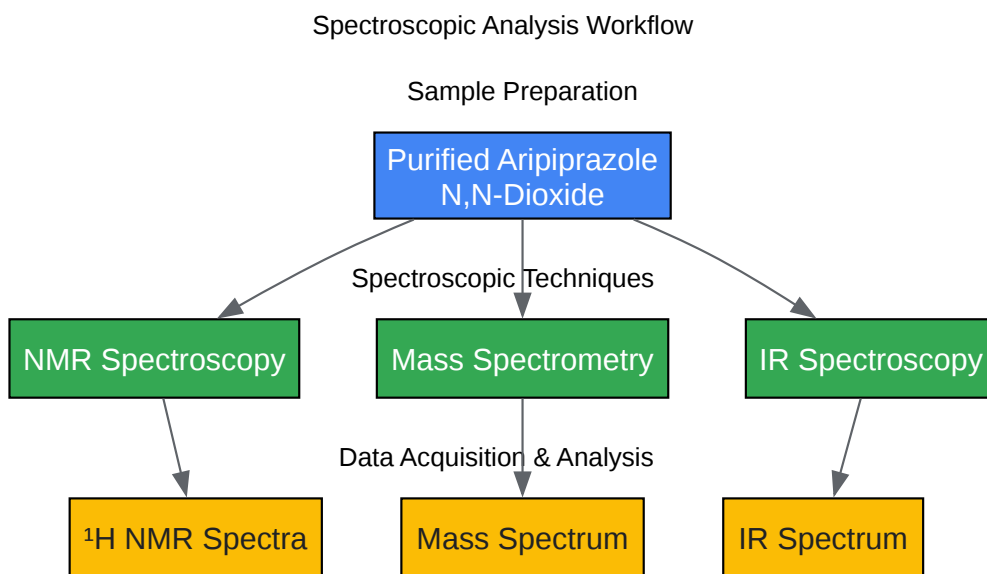 Spectroscopic Analysis Workflow
Sample Preparation
Purified Aripiprazole
N,N-Dioxide
Spectroscopic Techniques
NMR Spectroscopy
Mass Spectrometry
IR Spectroscopy
Data Acquisition & Analysis
¹H NMR Spectra
Mass Spectrum
IR Spectrum